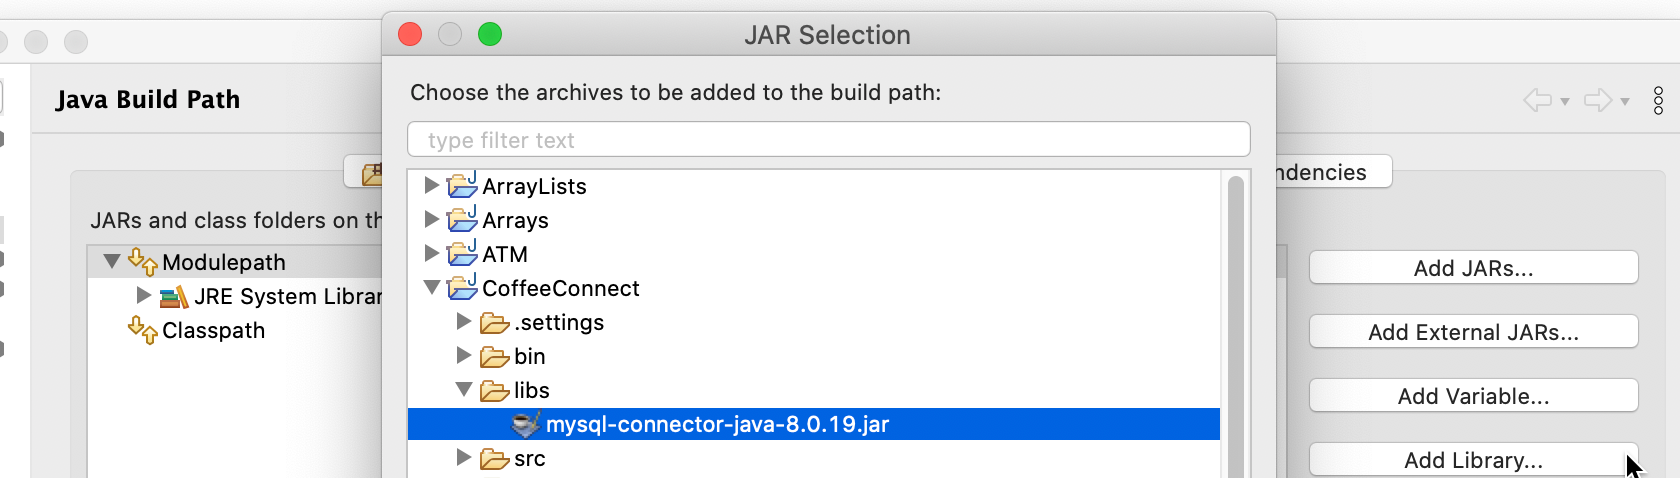 JAR Selection
Java Build Path
Choose the archives to be added to the build path:
type filter text
ndencies
JARs and class folders on th
Modulepath
JRE System Librar
Classpath
ArrayLists
Arrays
ATM
CoffeeConnect
.settings
bin
libs
mysql-connector-java-8.0.19.jar
src
Add JARs...
Add External JARs...
Add Variable...
Add Library...